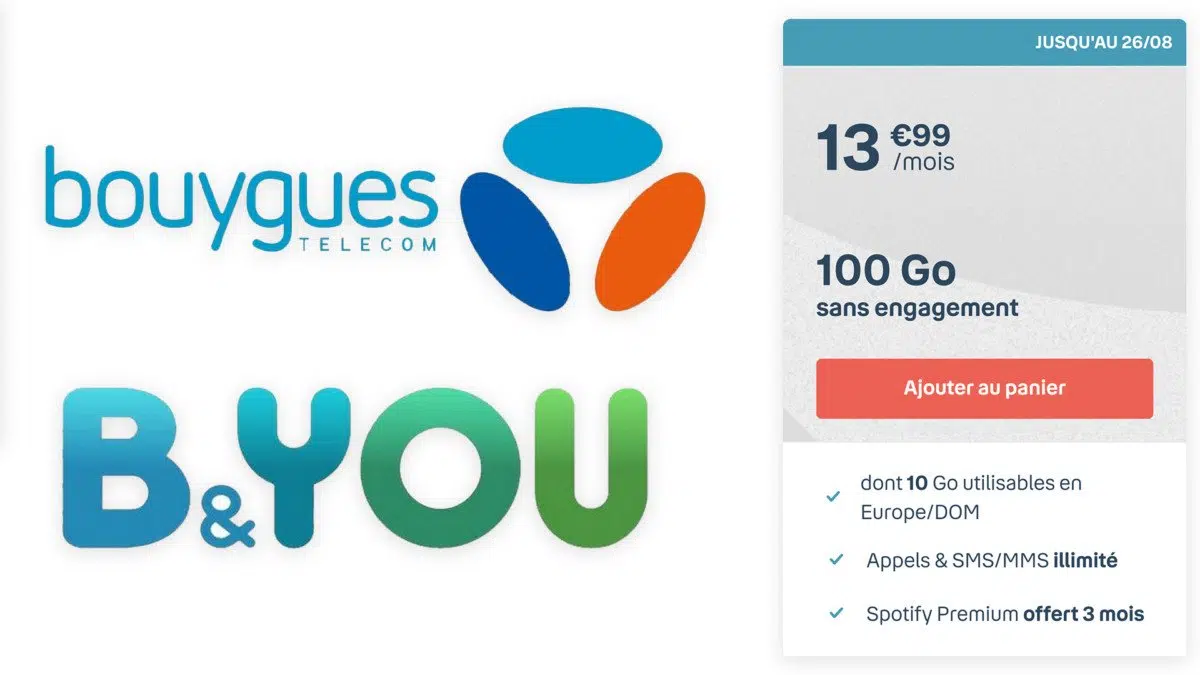 bouygues
TELECOM
B&YOU
JUSQU'AU 26/08
13 €99
/mois
100 Go
sans engagement
Ajouter au panier
dont 10 Go utilisables en
Europe/DOM
Appels & SMS/MMS illimité
Spotify Premium offert 3 mois